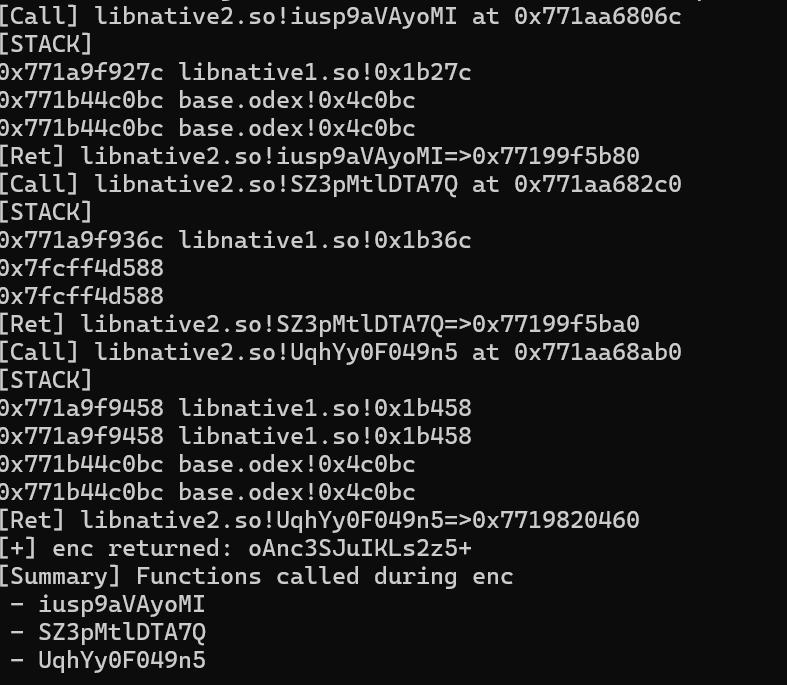 [Call] libnative2.so!iusp9aVAyoMI at 0x771aa6806c
[STACK]
0x771a9f927c libnative1.so!0x1b27c
0x771b44c0bc base.odex!0x4c0bc
0x771b44c0bc base.odex!0x4c0bc
[Ret] libnative2.so!iusp9aVAyoMI=>0x77199f5b80
[Call] libnative2.so!SZ3pMtlDTA7Q at 0x771aa682c0
[STACK]
0x771a9f936c libnative1.so!0x1b36c
0x7fcff4d588
0x7fcff4d588
[Ret] libnative2.so!SZ3pMtlDTA7Q=>0x77199f5ba0
[Call] libnative2.so!UqhYy0F049n5 at 0x771aa68ab0
[STACK]
0x771a9f9458 libnative1.so!0x1b458
0x771a9f9458 libnative1.so!0x1b458
0x771b44c0bc base.odex!0x4c0bc
0x771b44c0bc base.odex!0x4c0bc
[Ret] libnative2.so!UqhYy0F049n5=>0x7719820460
[+] enc returned: oAnc3SJuIKLs2z5+
[Summary] Functions called during enc
- iusp9aVAyoMI
- SZ3pMtlDTA7Q
- UqhYy0F049n5